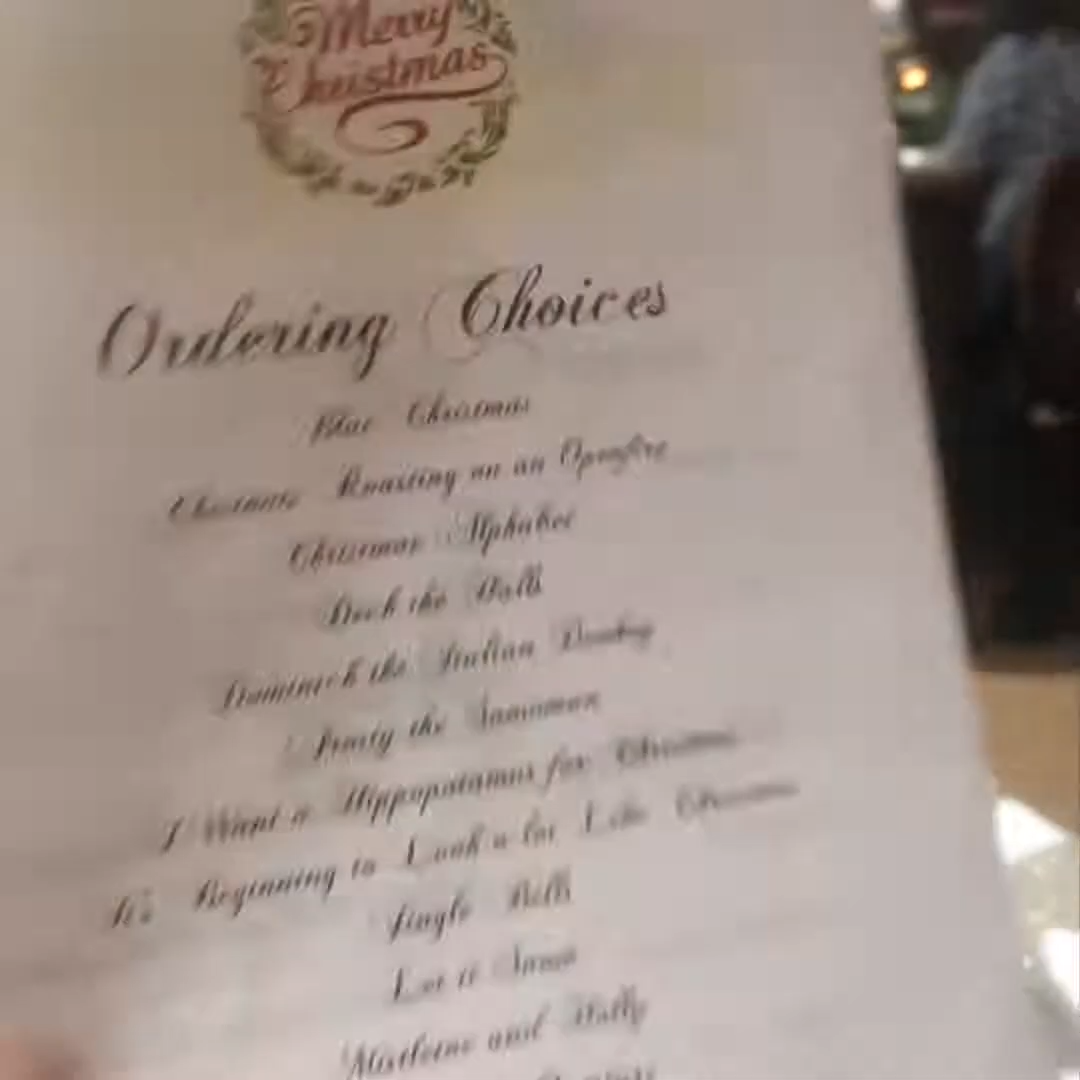 Merry
Christmas
Ordering Choices
Blue Christmas
Chestnuts Roasting on an Openfire
Christmas Alphabet
Deck the Halls
Dominick the Italian Donkey
Frosty the Snowman
I Want a Hippopotamus for Christmas
It's Beginning to Look a lot Like Christmas
Jingle Bells
Let it Snow
Mistletoe and Holly